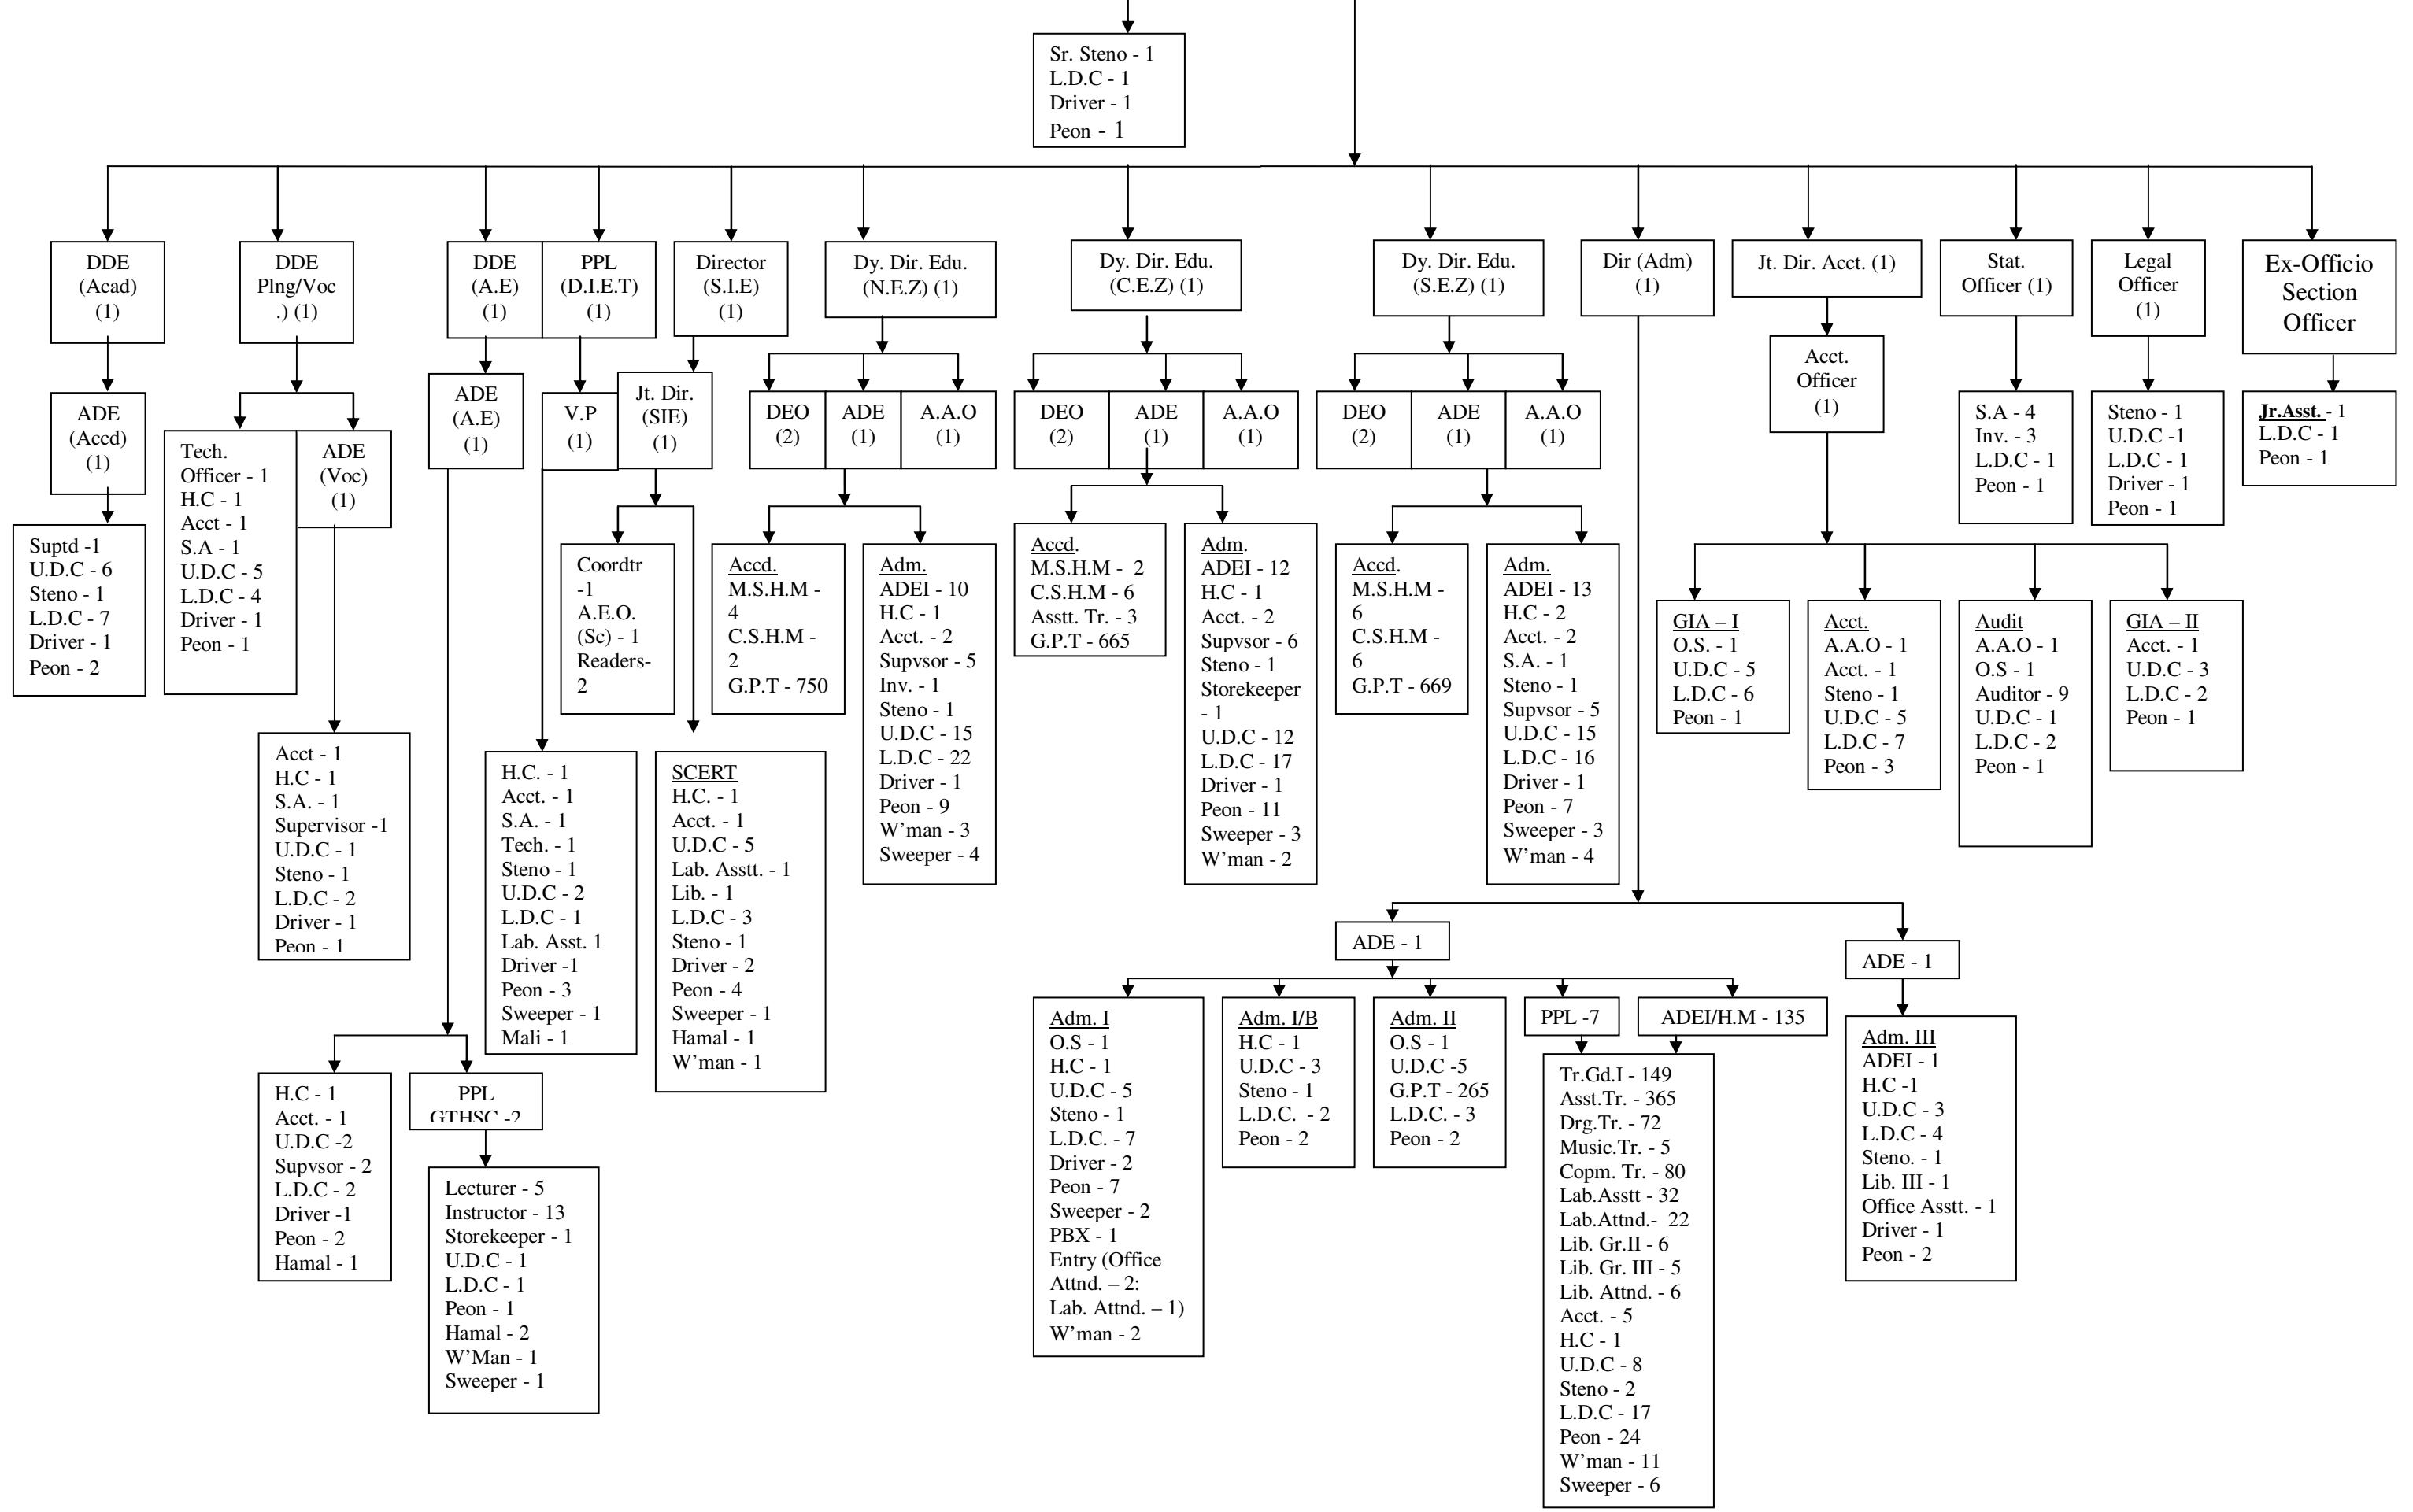 Sr. Steno - 1
L.D.C - 1
Driver - 1
Peon - 1
DDE
(Acad)
(1)
DDE
Plng/Voc
.) (1)
DDE
(A.E)
(1)
PPL
(D.I.E.T)
(1)
Director
(S.I.E)
(1)
Dy. Dir. Edu.
(N.E.Z) (1)
Dy. Dir. Edu.
(C.E.Z) (1)
Dy. Dir. Edu.
(S.E.Z) (1)
Dir (Adm)
(1)
Jt. Dir. Acct. (1)
Stat.
Officer (1)
Legal
Officer
(1)
Ex-Officio
Section
Officer
ADE
(Accd)
(1)
Tech.
Officer - 1
H.C - 1
Acct - 1
S.A - 1
U.D.C - 5
L.D.C - 4
Driver - 1
Peon - 1
ADE
(Voc)
(1)
ADE
(A.E)
(1)
V.P
(1)
Jt. Dir.
(SIE)
(1)
DEO
(2)
ADE
(1)
A.A.O
(1)
DEO
(2)
ADE
(1)
A.A.O
(1)
DEO
(2)
ADE
(1)
A.A.O
(1)
Acct.
Officer
(1)
S.A - 4
Inv. - 3
L.D.C - 1
Peon - 1
Steno - 1
U.D.C -1
L.D.C - 1
Driver - 1
Peon - 1
Jr.Asst. - 1
L.D.C - 1
Peon - 1
Suptd -1
U.D.C - 6
Steno - 1
L.D.C - 7
Driver - 1
Peon - 2
Coordtr
-1
A.E.O.
(Sc) - 1
Readers-
2
Accd.
M.S.H.M -
4
C.S.H.M -
2
G.P.T - 750
Adm.
ADEI - 10
H.C - 1
Acct. - 2
Supvsor - 5
Inv. - 1
Steno - 1
U.D.C - 15
L.D.C - 22
Driver - 1
Peon - 9
W'man - 3
Sweeper - 4
Accd.
M.S.H.M - 2
C.S.H.M - 6
Asstt. Tr. - 3
G.P.T - 665
Adm.
ADEI - 12
H.C - 1
Acct. - 2
Supvsor - 6
Steno - 1
Storekeeper
- 1
U.D.C - 12
L.D.C - 17
Driver - 1
Peon - 11
Sweeper - 3
W'man - 2
Accd.
M.S.H.M -
6
C.S.H.M -
6
G.P.T - 669
Adm.
ADEI - 13
H.C - 2
Acct. - 2
S.A. - 1
Steno - 1
Supvsor - 5
U.D.C - 15
L.D.C - 16
Driver - 1
Peon - 7
Sweeper - 3
W'man - 4
GIA – I
O.S. - 1
U.D.C - 5
L.D.C - 6
Peon - 1
Acct.
A.A.O - 1
Acct. - 1
Steno - 1
U.D.C - 5
L.D.C - 7
Peon - 3
Audit
A.A.O - 1
O.S - 1
Auditor - 9
U.D.C - 1
L.D.C - 2
Peon - 1
GIA – II
Acct. - 1
U.D.C - 3
L.D.C - 2
Peon - 1
Acct - 1
H.C - 1
S.A. - 1
Supervisor -1
U.D.C - 1
Steno - 1
L.D.C - 2
Driver - 1
Peon - 1
H.C. - 1
Acct. - 1
S.A. - 1
Tech. - 1
Steno - 1
U.D.C - 2
L.D.C - 1
Lab. Asst. 1
Driver -1
Peon - 3
Sweeper - 1
Mali - 1
SCERT
H.C. - 1
Acct. - 1
U.D.C - 5
Lab. Asstt. - 1
Lib. - 1
L.D.C - 3
Steno - 1
Driver - 2
Peon - 4
Sweeper - 1
Hamal - 1
W'man - 1
ADE - 1
ADE - 1
Adm. I
O.S - 1
H.C - 1
U.D.C - 5
Steno - 1
L.D.C. - 7
Driver - 2
Peon - 7
Sweeper - 2
PBX - 1
Entry (Office
Attnd. – 2:
Lab. Attnd. – 1)
W'man - 2
Adm. I/B
H.C - 1
U.D.C - 3
Steno - 1
L.D.C. - 2
Peon - 2
Adm. II
O.S - 1
U.D.C -5
G.P.T - 265
L.D.C. - 3
Peon - 2
PPL -7
ADEI/H.M - 135
Tr.Gd.I - 149
Asst.Tr. - 365
Drg.Tr. - 72
Music.Tr. - 5
Copm. Tr. - 80
Lab.Asstt - 32
Lab.Attnd.- 22
Lib. Gr.II - 6
Lib. Gr. III - 5
Lib. Attnd. - 6
Acct. - 5
H.C - 1
U.D.C - 8
Steno - 2
L.D.C - 17
Peon - 24
W'man - 11
Sweeper - 6
Adm. III
ADEI - 1
H.C -1
U.D.C - 3
L.D.C - 4
Steno. - 1
Lib. III - 1
Office Asstt. - 1
Driver - 1
Peon - 2
H.C - 1
Acct. - 1
U.D.C -2
Supvsor - 2
L.D.C - 2
Driver -1
Peon - 2
Hamal - 1
PPL
GTHSC -2
Lecturer - 5
Instructor - 13
Storekeeper - 1
U.D.C - 1
L.D.C - 1
Peon - 1
Hamal - 2
W'Man - 1
Sweeper - 1